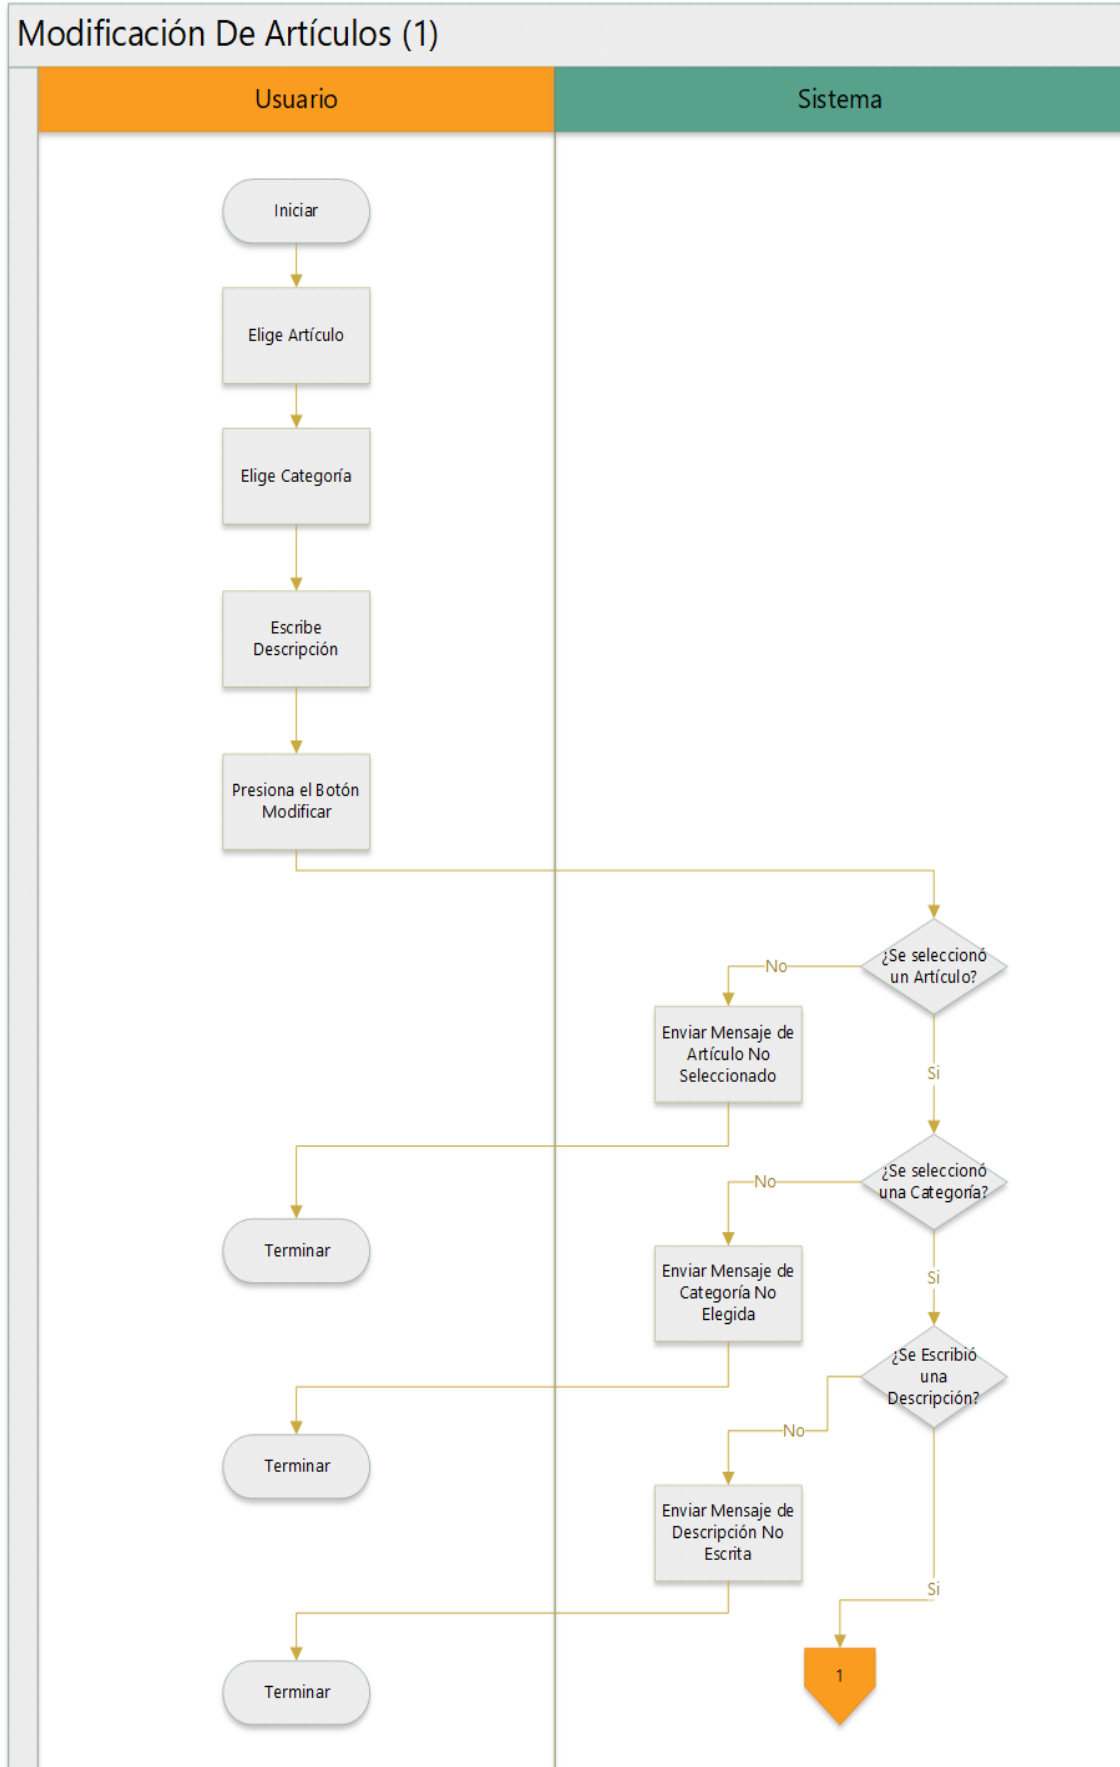 Modificación De Artículos (1)
Usuario
Sistema
Iniciar
Elige Artículo
Elige Categoría
Escribe
Descripción
Presiona el Botón
Modificar
¿Se seleccionó
un Artículo?
No
Enviar Mensaje de
Artículo No
Seleccionado
Si
¿Se seleccionó
una Categoría?
No
Terminar
Enviar Mensaje de
Categoría No
Elegida
Si
¿Se Escribió
una
Descripción?
No
Terminar
Enviar Mensaje de
Descripción No
Escrita
Si
1
Terminar